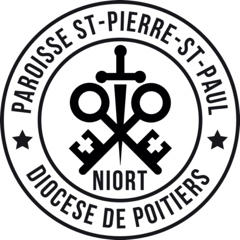 PAROISSE ST-PIERRE-ST-PAUL
NIORT
DIOCESE DE POITIERS